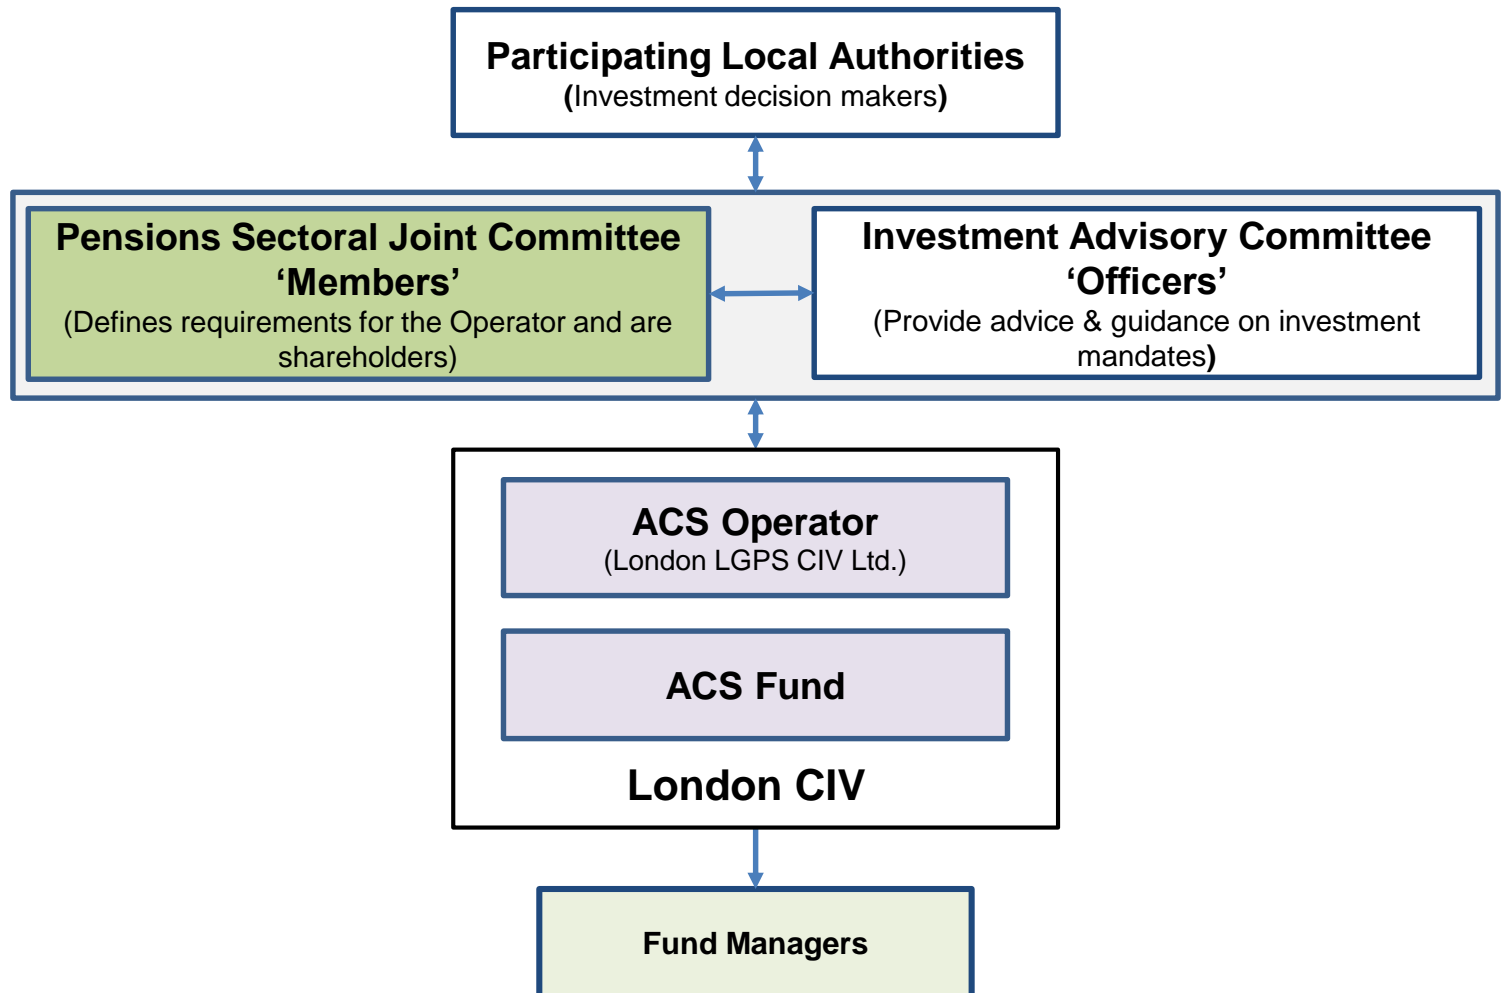 Participating Local Authorities
(Investment decision makers)
Pensions Sectoral Joint Committee
‘Members’
(Defines requirements for the Operator and are
shareholders)
Investment Advisory Committee
‘Officers’
(Provide advice & guidance on investment
mandates)
ACS Operator
(London LGPS CIV Ltd.)
ACS Fund
London CIV
Fund Managers